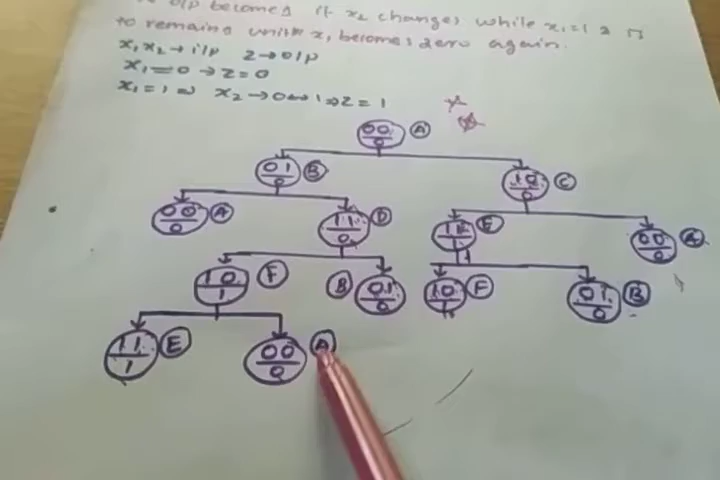 o/p becomes if x₂ changes while x₁=1 &
to remains until x₁ becomes zero again.
x₁ x₂ → i/p z → o/p
x₁ = 0 → z = 0
x₁ = 1 ⇒ x₂ → 0 ↔ 1 ⇒ z = 1
00/0 A
01/0 B
10/0 C
00/0 A
11/0 D
11/1 E
00/0 A
10/1 F
B 01/0
10/1 F
01/0 B
11/1 E
00/0 A